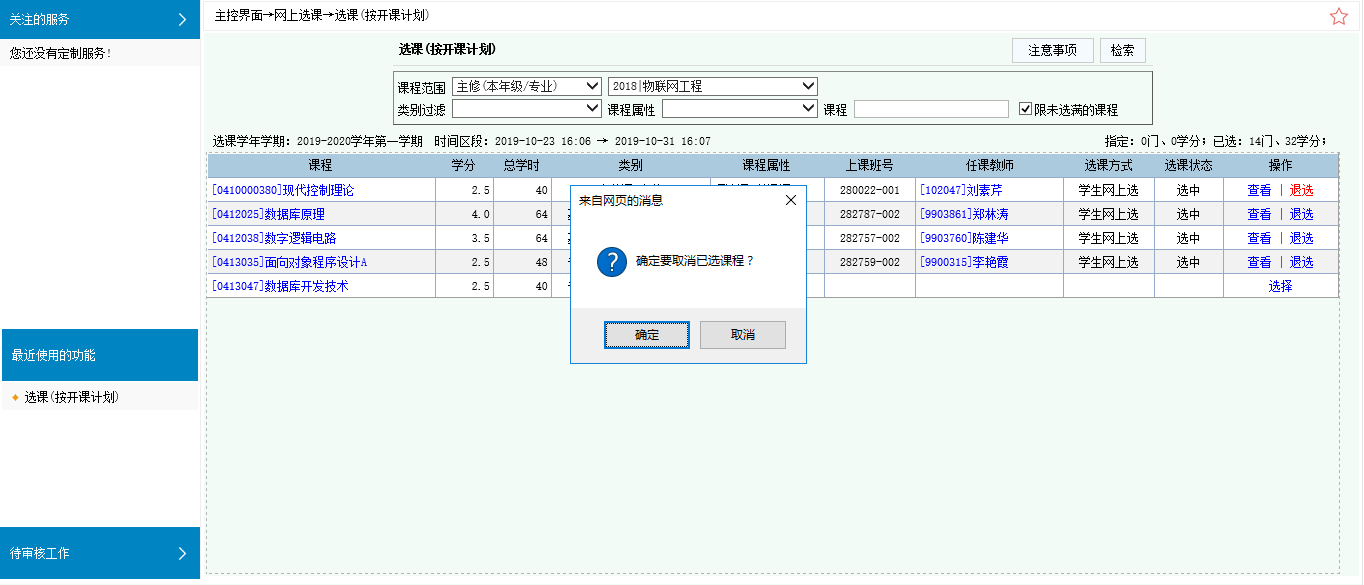 关注的服务
主控界面→网上选课→选课(按开课计划)
您还没有定制服务!
选课(按开课计划)
注意事项 检索
课程范围 主修(本年级/专业) 2018|物联网工程
类别过滤 课程属性 课程 限未选满的课程
选课学年学期: 2019-2020学年第一学期 时间区段: 2019-10-23 16:06 → 2019-10-31 16:07 指定: 0门、0学分; 已选: 14门、32学分;
课程 学分 总学时 类别 课程属性 上课班号 任课教师 选课方式 选课状态 操作
[0410000380]现代控制理论 2.5 40 280022-001 [102047]刘素芹 学生网上选 选中 查看 | 退选
[0412025]数据库原理 4.0 64 282787-002 [9903861]郑林涛 学生网上选 选中 查看 | 退选
[0412038]数字逻辑电路 3.5 64 282757-002 [9903760]陈建华 学生网上选 选中 查看 | 退选
[0413035]面向对象程序设计A 2.5 48 282759-002 [9900315]李艳霞 学生网上选 选中 查看 | 退选
[0413047]数据库开发技术 2.5 40 选择
来自网页的消息
确定要取消已选课程？
确定 取消
最近使用的功能
选课(按开课计划)
待审核工作